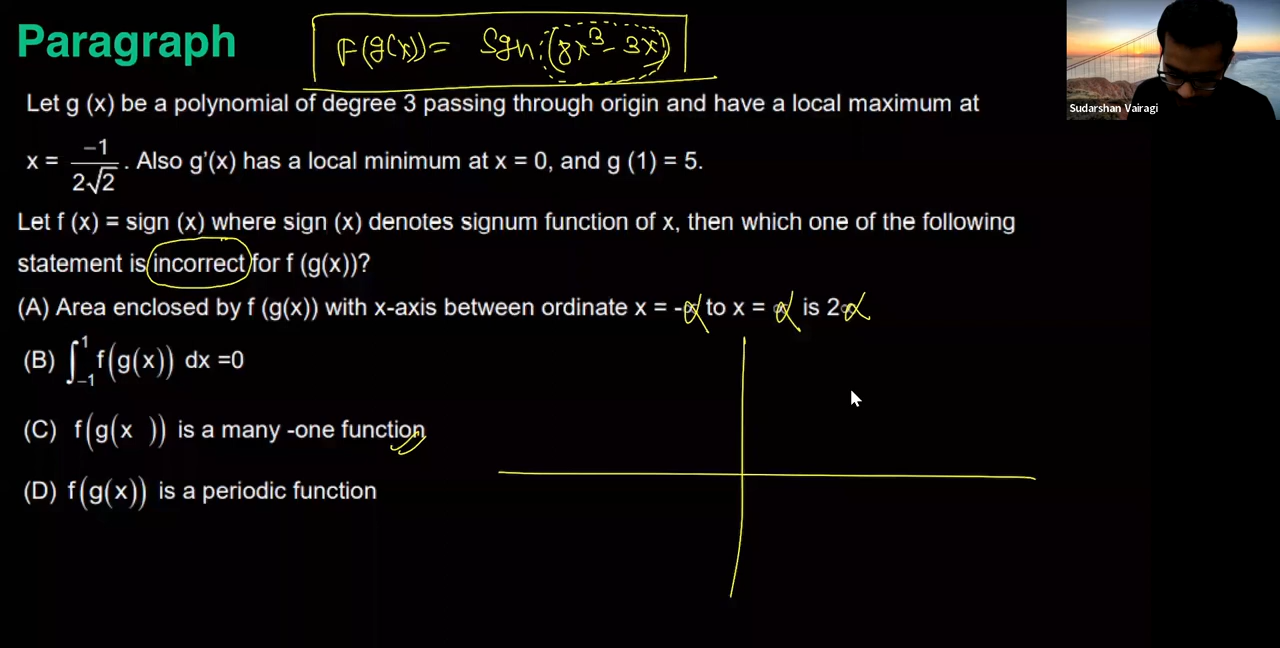 Paragraph
F(g(x)) = Sgn:(8x³ - 3x)
Sudarshan Vairagi
Let g (x) be a polynomial of degree 3 passing through origin and have a local maximum at
x = -1/2√2. Also g'(x) has a local minimum at x = 0, and g (1) = 5.
Let f (x) = sign (x) where sign (x) denotes signum function of x, then which one of the following
statement is incorrect for f (g(x))?
(A) Area enclosed by f (g(x)) with x-axis between ordinate x = -α to x = α is 2α
(B) ∫₋₁¹ f(g(x)) dx =0
(C) f(g(x )) is a many -one function
(D) f(g(x)) is a periodic function